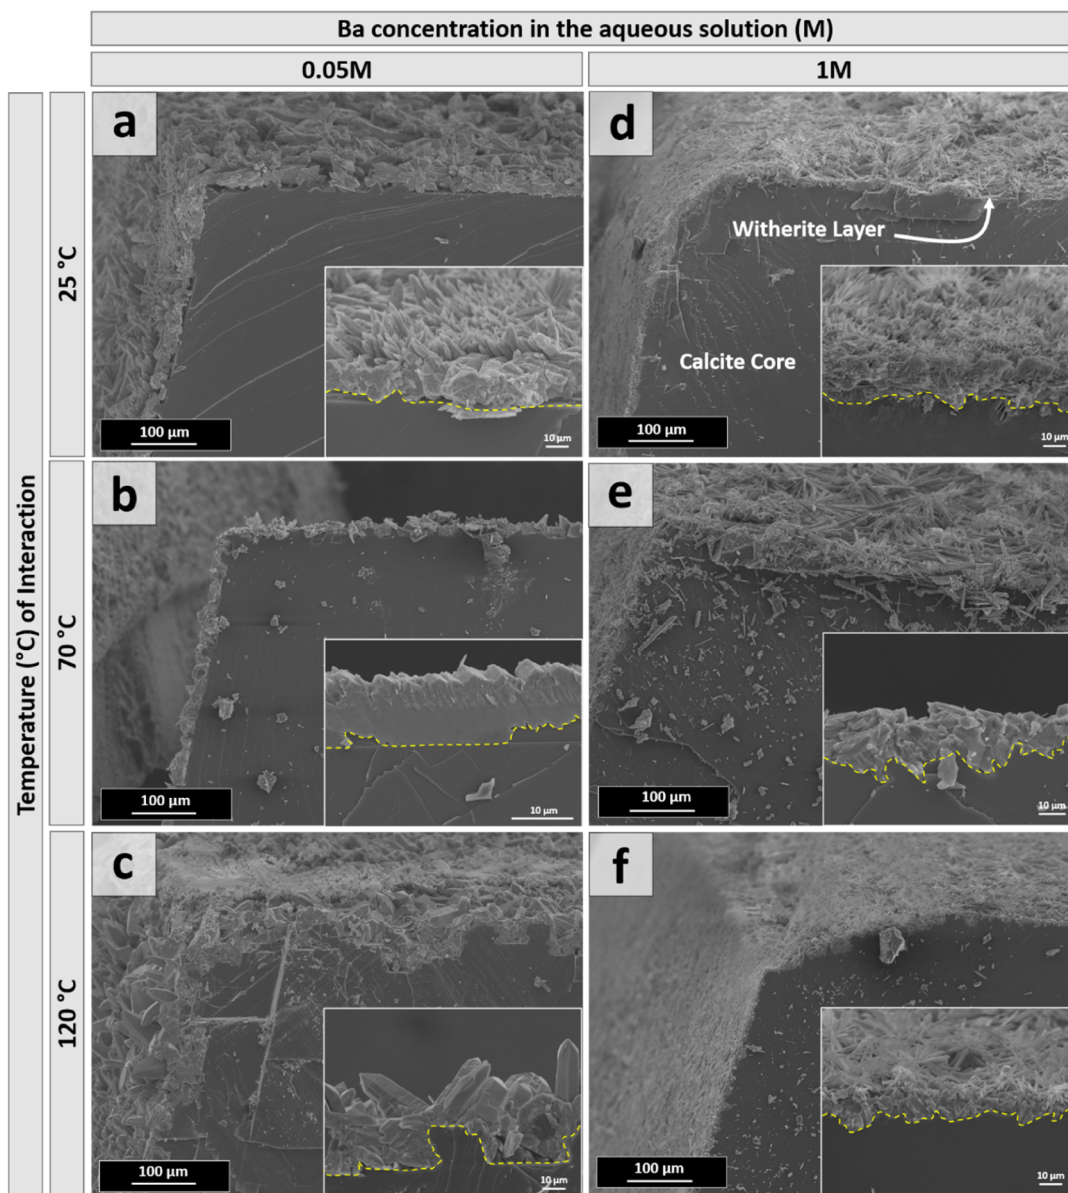 Ba concentration in the aqueous solution (M)
0.05M
1M
Temperature (°C) of Interaction
25 °C
a
100 µm
10 µm
d
Witherite Layer
Calcite Core
100 µm
10 µm
70 °C
b
100 µm
10 µm
e
100 µm
10 µm
120 °C
c
100 µm
10 µm
f
100 µm
10 µm